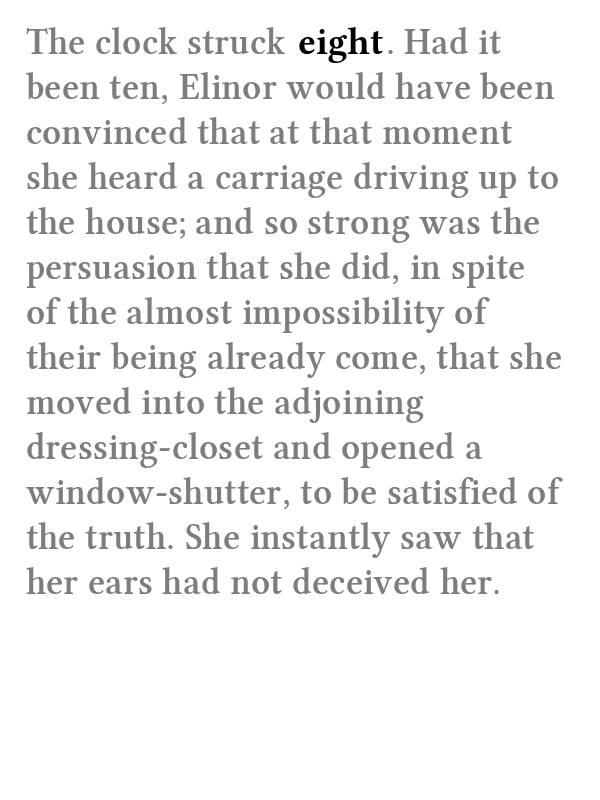 The clock struck eight. Had it
been ten, Elinor would have been
convinced that at that moment
she heard a carriage driving up to
the house; and so strong was the
persuasion that she did, in spite
of the almost impossibility of
their being already come, that she
moved into the adjoining
dressing-closet and opened a
window-shutter, to be satisfied of
the truth. She instantly saw that
her ears had not deceived her.